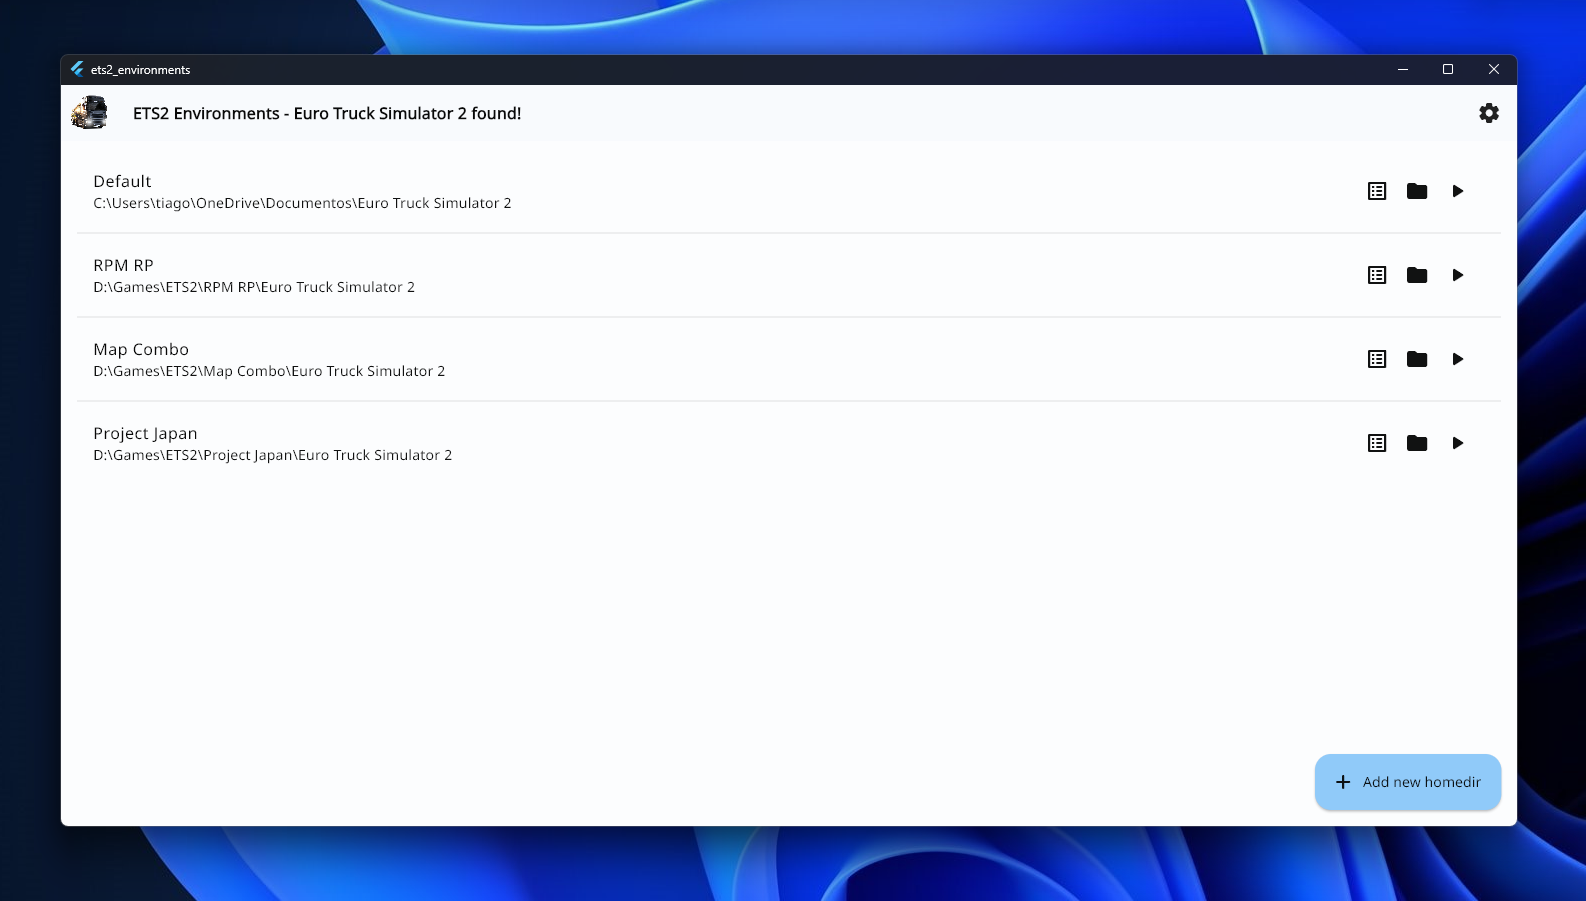 ets2_environments
ETS2 Environments - Euro Truck Simulator 2 found!
Default
C:\Users\tiago\OneDrive\Documentos\Euro Truck Simulator 2
RPM RP
D:\Games\ETS2\RPM RP\Euro Truck Simulator 2
Map Combo
D:\Games\ETS2\Map Combo\Euro Truck Simulator 2
Project Japan
D:\Games\ETS2\Project Japan\Euro Truck Simulator 2
Add new homedir